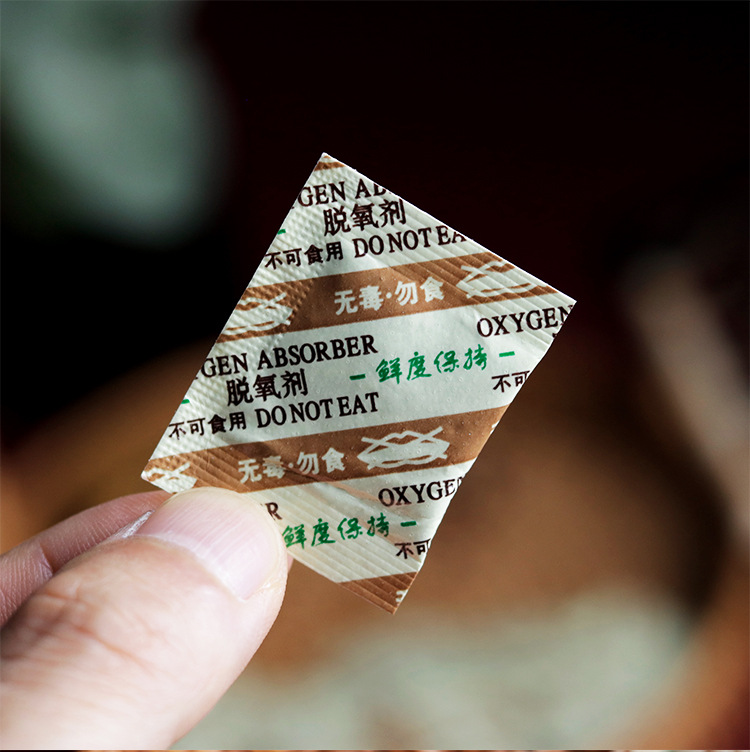 GEN AB
脱氧剂
不可食用 DO NOT EA
无毒·勿食
OXYGEN
GEN ABSORBER
脱氧剂
- 鲜度保持 -
不可
不可食用 DO NOT EAT
无毒·勿食
OXYGEN
R
鲜度保持 -
不可